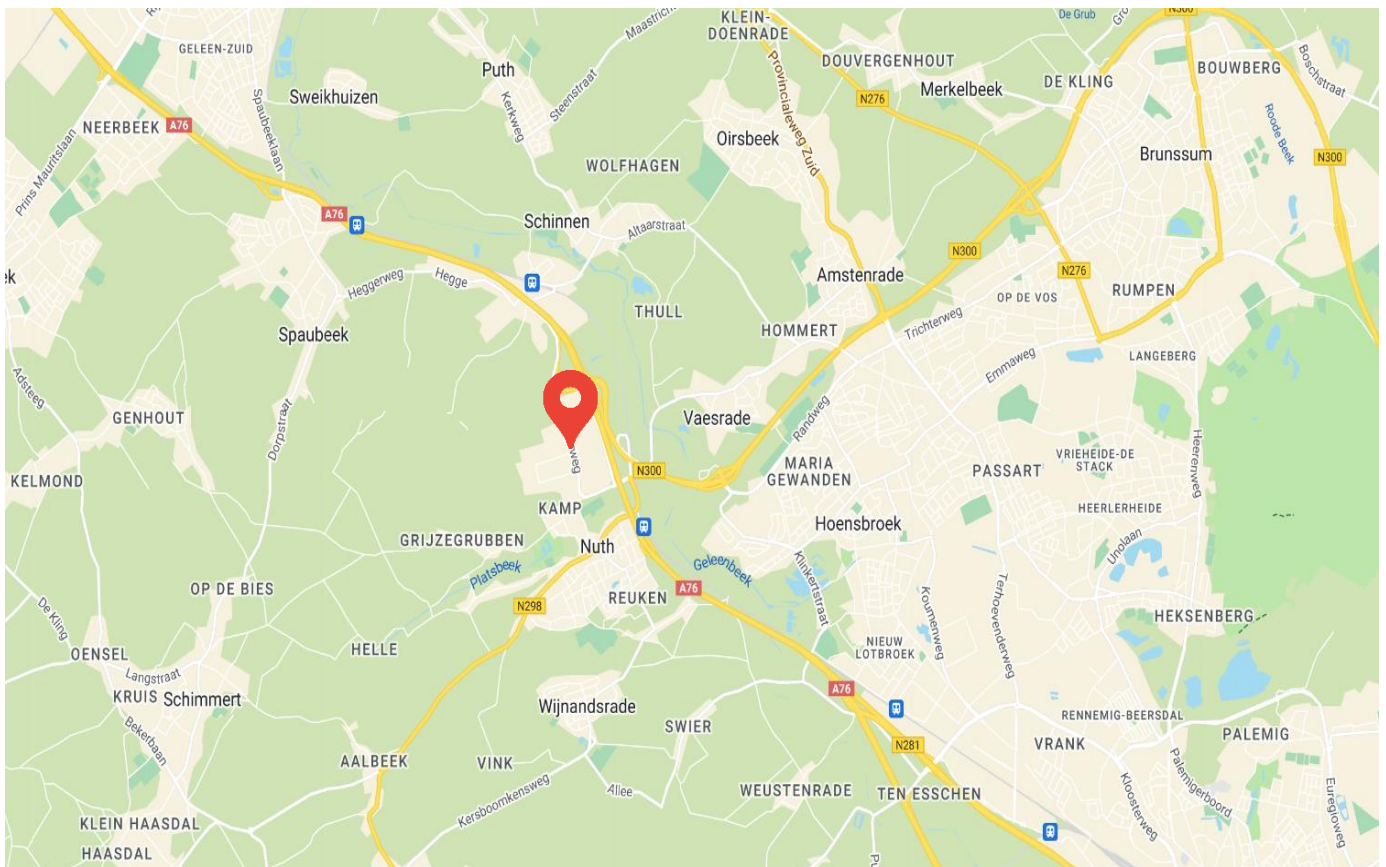 KLEIN-
DOENRADE
De Grub
N300
GELEEN-ZUID
Puth
Maastrich
DOUVERGENHOUT
DE KLING
BOUWBERG
Boschstraat
Sweikhuizen
Steenstraat
Kerkweg
Provincialeweg Zuid
N276
Merkelbeek
NEERBEEK
A76
Spaubeeklaan
Oirsbeek
Roode Beek
Prins Mauritslaan
WOLFHAGEN
Brunssum
N300
A76
Schinnen
Altaarstraat
N300
Heggerweg
Hegge
Amstenrade
N276
OP DE VOS
RUMPEN
THULL
HOMMERT
Trichterweg
Spaubeek
Emmaweg
LANGEBERG
Adsteeg
GENHOUT
Dorpstraat
Vaesrade
Randweg
Heerenweg
weg
VRIEHEIDE-DE
STACK
KELMOND
N300
MARIA
GEWANDEN
PASSART
KAMP
HEERLERHEIDE
Hoensbroek
GRIJZEGRUBBEN
Nuth
Unolaan
Platsbeek
Geleenbeek
Klinkertstraat
OP DE BIES
A76
REUKEN
N298
Koumenweg
Terhoevenderweg
De Kling
HEKSENBERG
HELLE
NIEUW
LOTBROEK
OENSEL
Langstraat
KRUIS
Schimmert
A76
Wijnandsrade
SWIER
RENNEMIG-BEERSDAL
Bekerbaan
N281
VRANK
PALEMIG
AALBEEK
VINK
Palemigerboord
Allee
WEUSTENRADE
TEN ESSCHEN
Kloosterweg
Euregioweg
Kersboomkensweg
KLEIN HAASDAL
HAASDAL